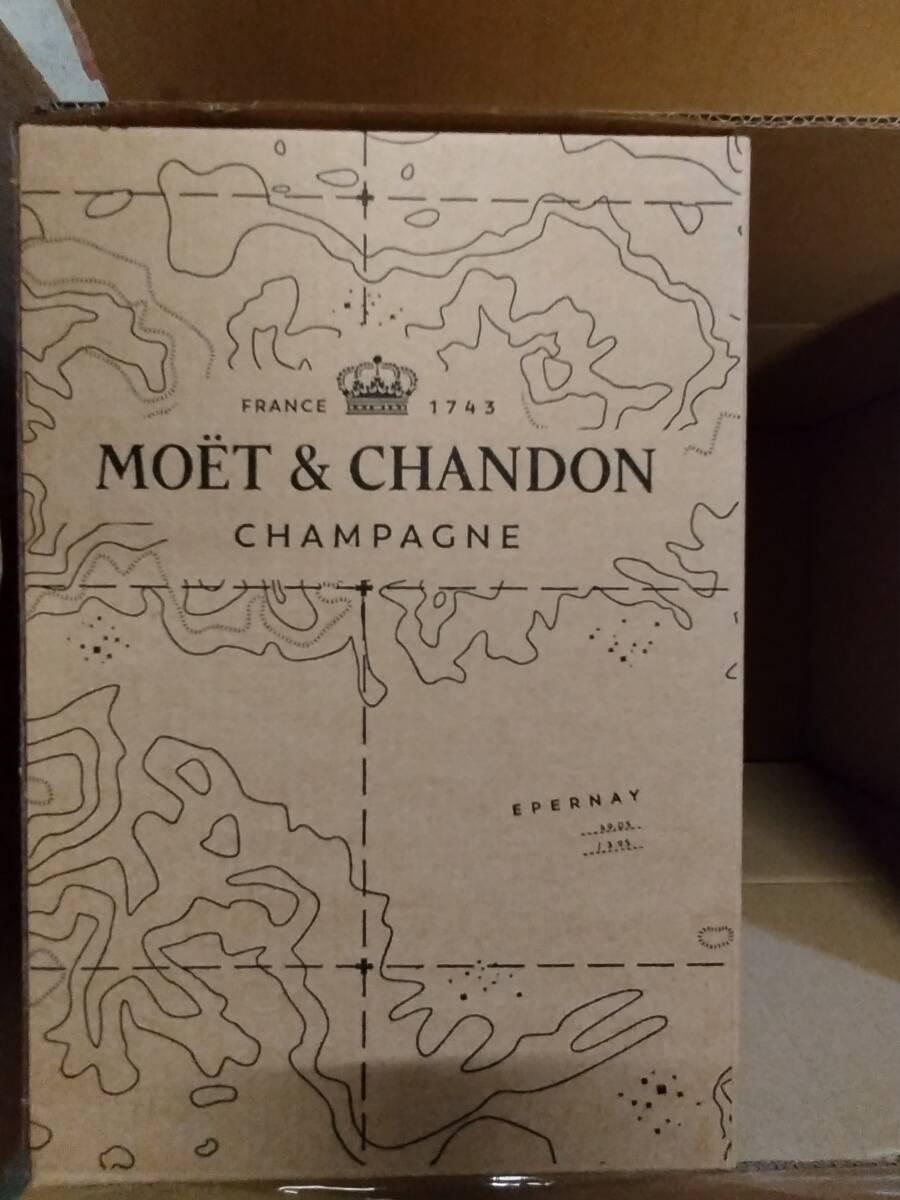 FRANCE 1743
MOËT & CHANDON
CHAMPAGNE
EPERNAY